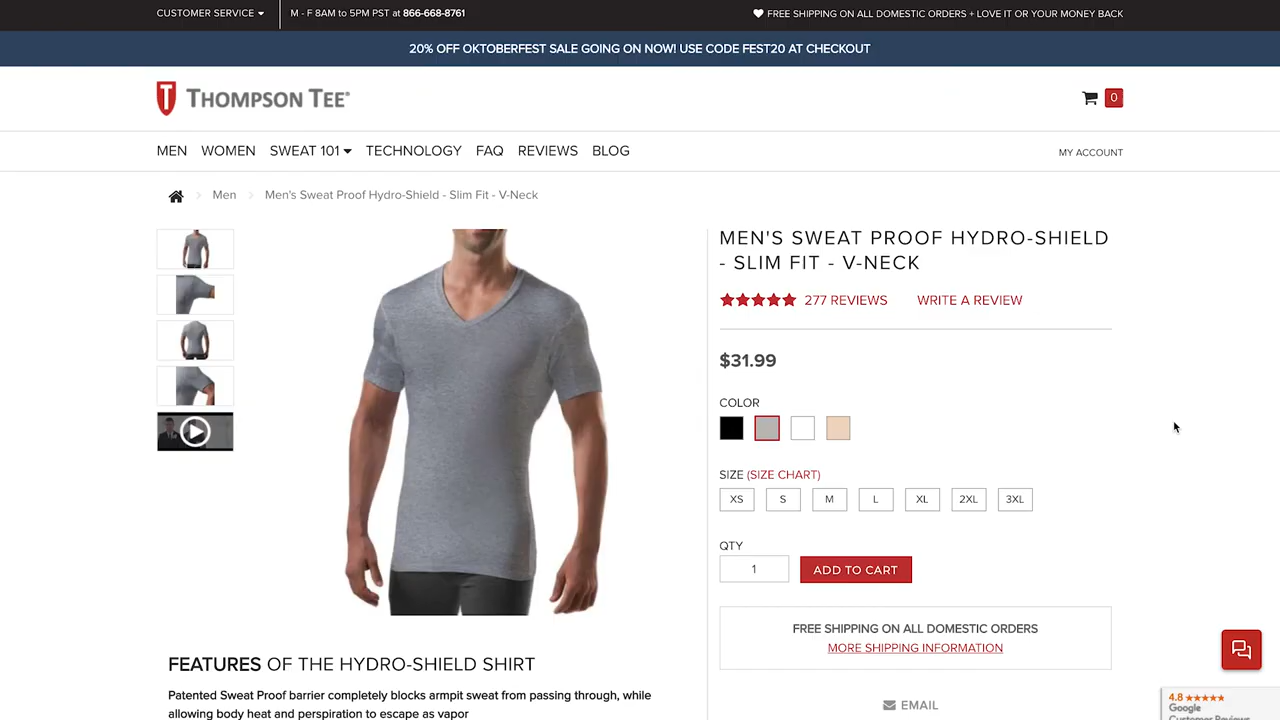 CUSTOMER SERVICE
M - F 8AM to 5PM PST at 866-668-8761
FREE SHIPPING ON ALL DOMESTIC ORDERS + LOVE IT OR YOUR MONEY BACK
20% OFF OKTOBERFEST SALE GOING ON NOW! USE CODE FEST20 AT CHECKOUT
T THOMPSON TEE®
0
MEN WOMEN SWEAT 101 TECHNOLOGY FAQ REVIEWS BLOG
MY ACCOUNT
Men Men's Sweat Proof Hydro-Shield - Slim Fit - V-Neck
MEN'S SWEAT PROOF HYDRO-SHIELD
- SLIM FIT - V-NECK
277 REVIEWS WRITE A REVIEW
$31.99
COLOR
SIZE (SIZE CHART)
XS S M L XL 2XL 3XL
QTY
1 ADD TO CART
FREE SHIPPING ON ALL DOMESTIC ORDERS
MORE SHIPPING INFORMATION
EMAIL
FEATURES OF THE HYDRO-SHIELD SHIRT
Patented Sweat Proof barrier completely blocks armpit sweat from passing through, while
allowing body heat and perspiration to escape as vapor
4.8
Google
Customer Reviews